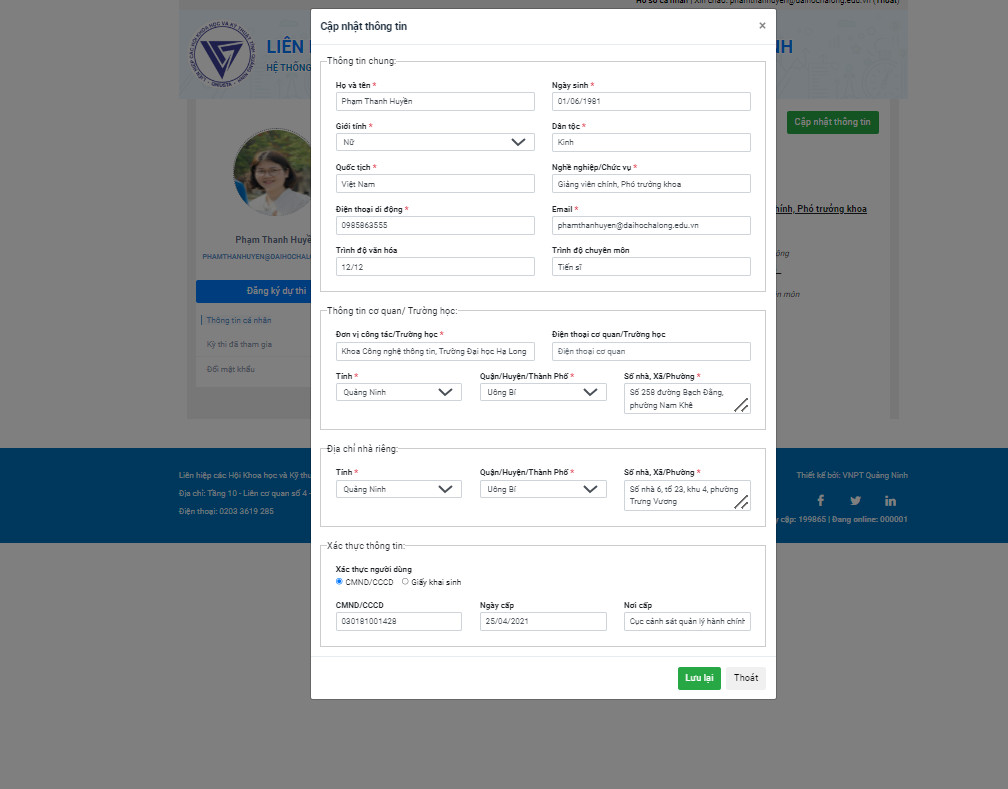 Hồ sơ cá nhân | Xin chào: phamthanhuyen@daihochalong.edu.vn (Thoát)
LIÊN
NH
HỆ THỐNG
Cập nhật thông tin
Phạm Thanh Huyề
PHAMTHANHUYEN@DAIHOCHALO
Đăng ký dự thi
Thông tin cá nhân
Kỳ thi đã tham gia
Đổi mật khẩu
hính, Phó trưởng khoa
ông
n môn
Cập nhật thông tin
×
Thông tin chung:
Họ và tên *
Ngày sinh *
Phạm Thanh Huyền
01/06/1981
Giới tính *
Dân tộc *
Nữ
Kinh
Quốc tịch *
Nghề nghiệp/Chức vụ *
Việt Nam
Giảng viên chính, Phó trưởng khoa
Điện thoại di động *
Email *
0985863555
phamthanhuyen@daihochalong.edu.vn
Trình độ văn hóa
Trình độ chuyên môn
12/12
Tiến sĩ
Thông tin cơ quan/ Trường học:
Đơn vị công tác/Trường học *
Điện thoại cơ quan/Trường học
Khoa Công nghệ thông tin, Trường Đại học Hạ Long
Điện thoại cơ quan
Tỉnh *
Quận/Huyện/Thành Phố *
Số nhà, Xã/Phường *
Quảng Ninh
Uông Bí
Số 258 đường Bạch Đằng,
phường Nam Khê
Địa chỉ nhà riêng:
Tỉnh *
Quận/Huyện/Thành Phố *
Số nhà, Xã/Phường *
Quảng Ninh
Uông Bí
Số nhà 6, tổ 23, khu 4, phường
Trưng Vương
Xác thực thông tin:
Xác thực người dùng
CMND/CCCD
Giấy khai sinh
CMND/CCCD
Ngày cấp
Nơi cấp
030181001428
25/04/2021
Cục cảnh sát quản lý hành chính
Lưu lại
Thoát
Liên hiệp các Hội Khoa học và Kỹ thu
Địa chỉ: Tầng 10 - Liên cơ quan số 4 -
Điện thoại: 0203 3619 285
Thiết kế bởi: VNPT Quảng Ninh
y cập: 199865 | Đang online: 000001